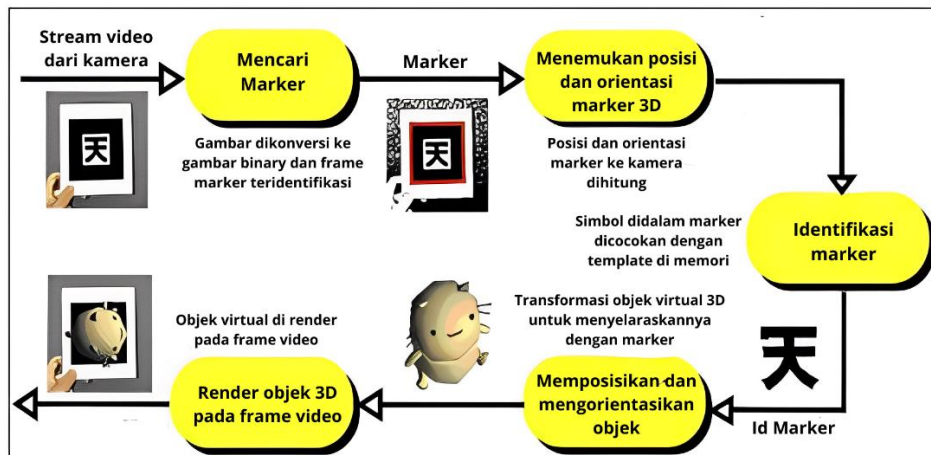 Stream video
dari kamera
Mencari
Marker
Marker
Menemukan posisi
dan orientasi
marker 3D
天
天
Gambar dikonversi ke
gambar binary dan frame
marker teridentifikasi
Posisi dan orientasi
marker ke kamera
dihitung
Simbol didalam marker
dicocokan dengan
template di memori
Identifikasi
marker
天
Id Marker
Transformasi objek virtual 3D
untuk menyelaraskannya
dengan marker
Memposisikan dan
mengorientasikan
objek
Objek virtual di render
pada frame video
Render objek 3D
pada frame video